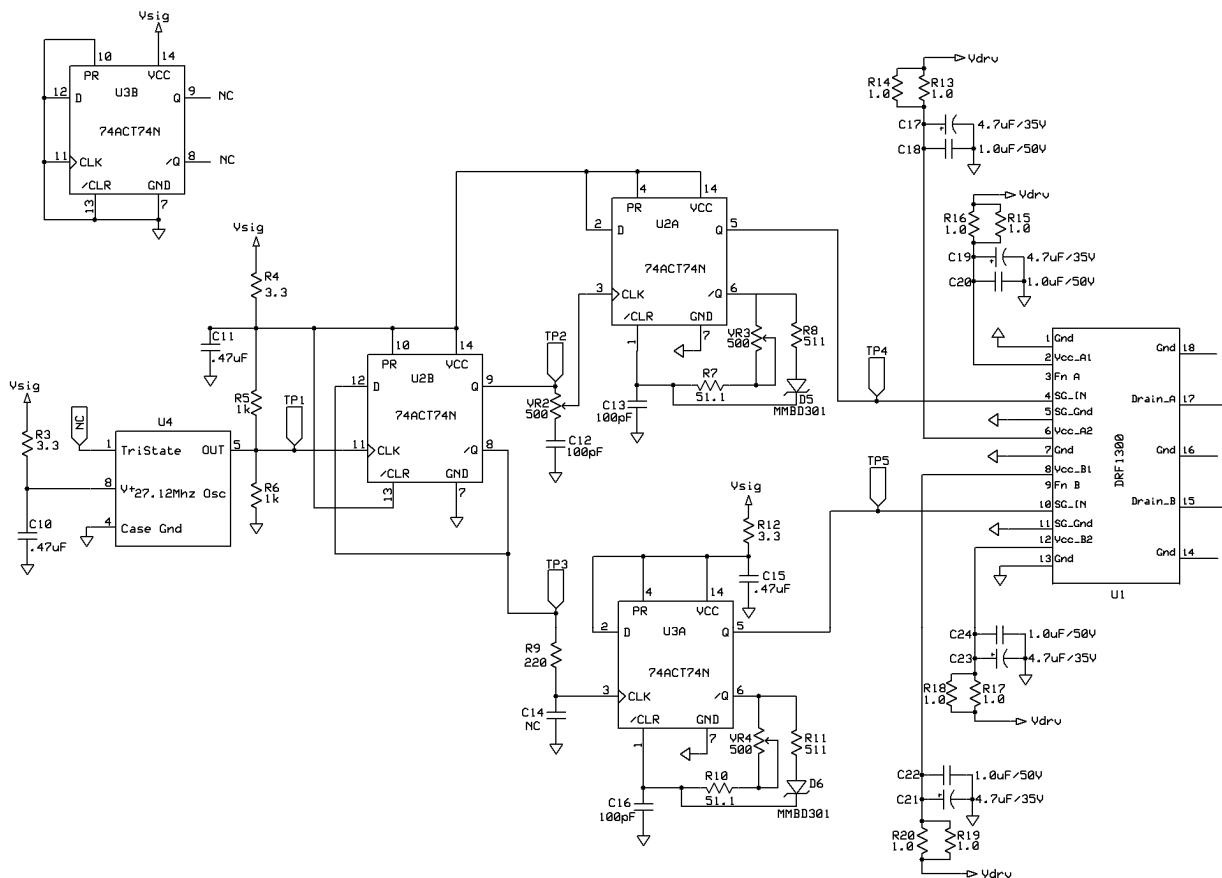 Vsig
10
14
PR
VCC
12
D
U3B
Q
9
NC
74ACT74N
11
CLK
/Q
8
NC
/CLR
GND
13
7
Vsig
R4
3.3
C11
.47uF
R5
1k
TP1
Vsig
R3
3.3
NC
U4
1
TriState
OUT
5
8
V+
27.12Mhz Osc
4
Case Gnd
C10
.47uF
R6
1k
10
14
PR
VCC
12
D
U2B
Q
9
74ACT74N
11
CLK
/Q
8
/CLR
GND
13
7
TP2
VR2
500
C12
100pF
4
14
PR
VCC
2
D
U2A
Q
5
74ACT74N
3
CLK
/Q
6
/CLR
GND
1
7
VR3
500
R8
511
R7
51.1
D5
MMBD301
C13
100pF
TP4
TP5
TP3
R9
220
C14
NC
Vsig
R12
3.3
C15
.47uF
4
14
PR
VCC
2
D
U3A
Q
5
74ACT74N
3
CLK
/Q
6
/CLR
GND
1
7
VR4
500
R11
511
R10
51.1
D6
MMBD301
C16
100pF
Vdrv
R14
1.0
R13
1.0
C17
4.7uF/35V
C18
1.0uF/50V
Vdrv
R16
1.0
R15
1.0
C19
4.7uF/35V
C20
1.0uF/50V
1
Gnd
2
Vcc_A1
3
Fn A
4
SG_IN
5
SG_Gnd
6
Vcc_A2
7
Gnd
8
Vcc_B1
9
Fn B
10
SG_IN
11
SG_Gnd
12
Vcc_B2
13
Gnd
DRF1300
Gnd
18
Drain_A
17
Gnd
16
Drain_B
15
Gnd
14
U1
C24
1.0uF/50V
C23
4.7uF/35V
R18
1.0
R17
1.0
Vdrv
C22
1.0uF/50V
C21
4.7uF/35V
R20
1.0
R19
1.0
Vdrv